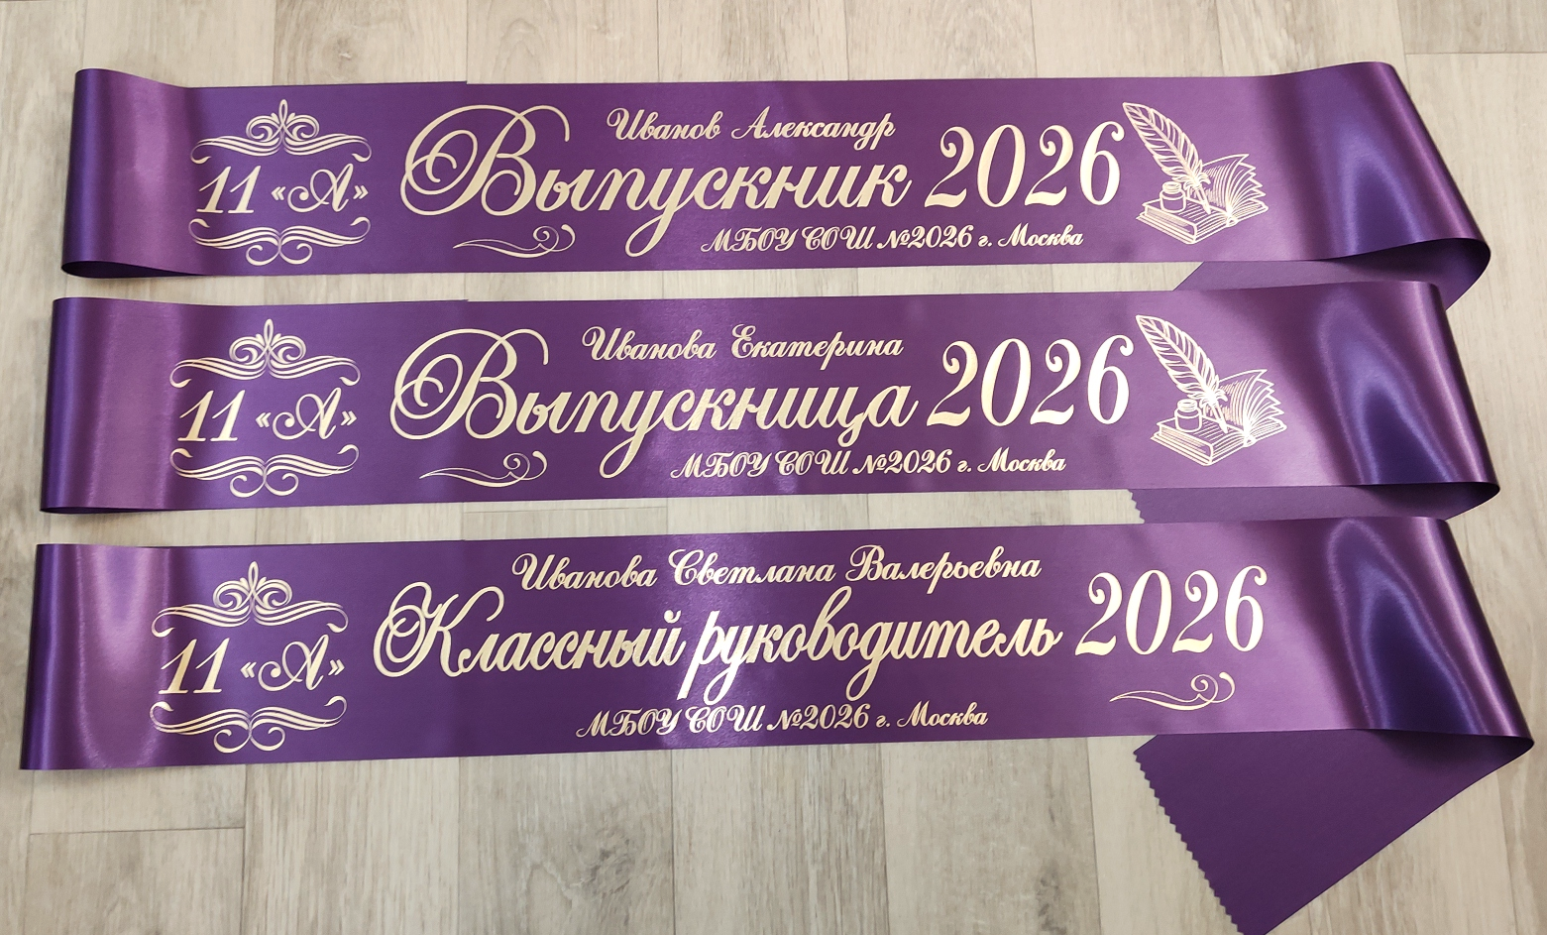 11 «А»
Иванов Александр
Выпускник 2026
МБОУ СОШ №2026 г. Москва
11 «А»
Иванова Екатерина
Выпускница 2026
МБОУ СОШ №2026 г. Москва
11 «А»
Иванова Светлана Валерьевна
Классный руководитель 2026
МБОУ СОШ №2026 г. Москва